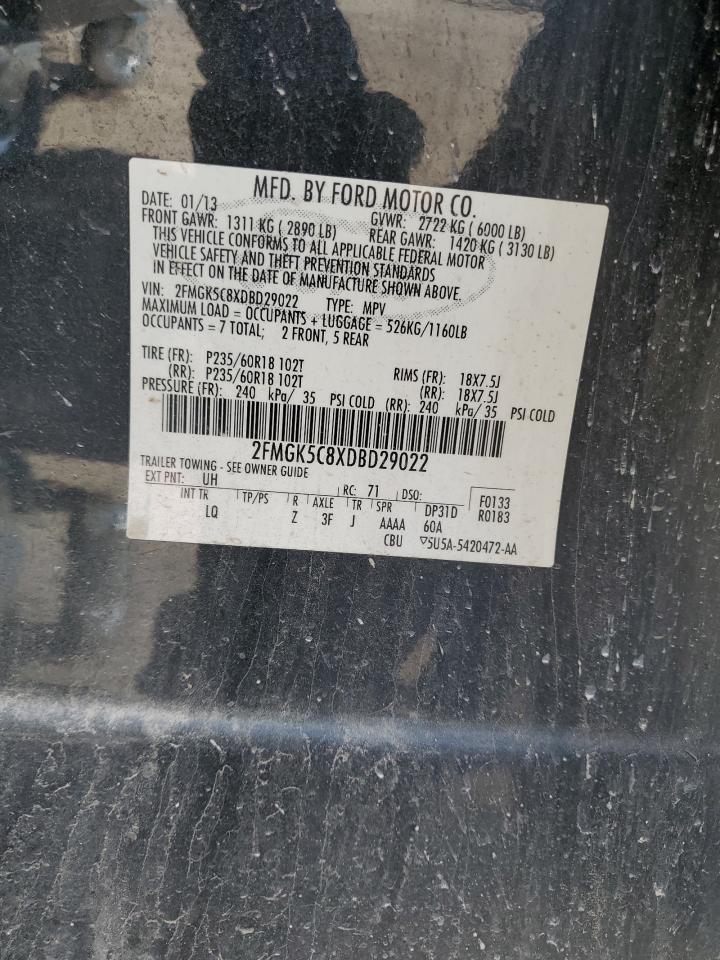 MFD. BY FORD MOTOR CO.
DATE: 01/13 GVWR: 2722 KG ( 6000 LB)
FRONT GAWR: 1311 KG ( 2890 LB) REAR GAWR: 1420 KG ( 3130 LB)
THIS VEHICLE CONFORMS TO ALL APPLICABLE FEDERAL MOTOR
VEHICLE SAFETY AND THEFT PREVENTION STANDARDS
IN EFFECT ON THE DATE OF MANUFACTURE SHOWN ABOVE.
VIN: 2FMGK5C8XDBD29022 TYPE: MPV
MAXIMUM LOAD = OCCUPANTS + LUGGAGE = 526KG/1160LB
OCCUPANTS = 7 TOTAL; 2 FRONT, 5 REAR
TIRE (FR): P235/60R18 102T RIMS (FR): 18X7.5J
(RR): P235/60R18 102T (RR): 18X7.5J
PRESSURE (FR): 240 kPa/ 35 PSI COLD (RR): 240 kPa/ 35 PSI COLD
2FMGK5C8XDBD29022
TRAILER TOWING - SEE OWNER GUIDE
EXT PNT: UH RC: 71 DSO: F0133
INT TR TP/PS R AXLE TR SPR DP31D R0183
LQ Z 3F J AAAA 60A
CBU ▽5U5A-5420472-AA